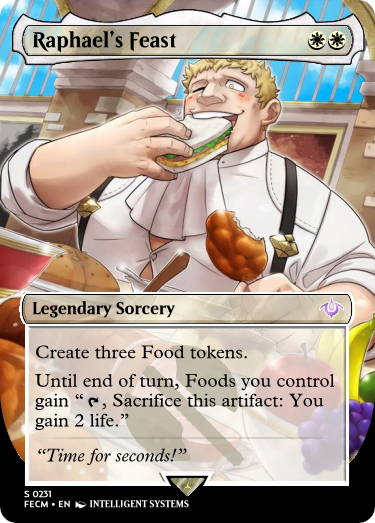 Raphael's Feast
Legendary Sorcery
Create three Food tokens.
Until end of turn, Foods you control
gain “, Sacrifice this artifact: You
gain 2 life.”
“Time for seconds!”
S 0231
FECM • EN INTELLIGENT SYSTEMS